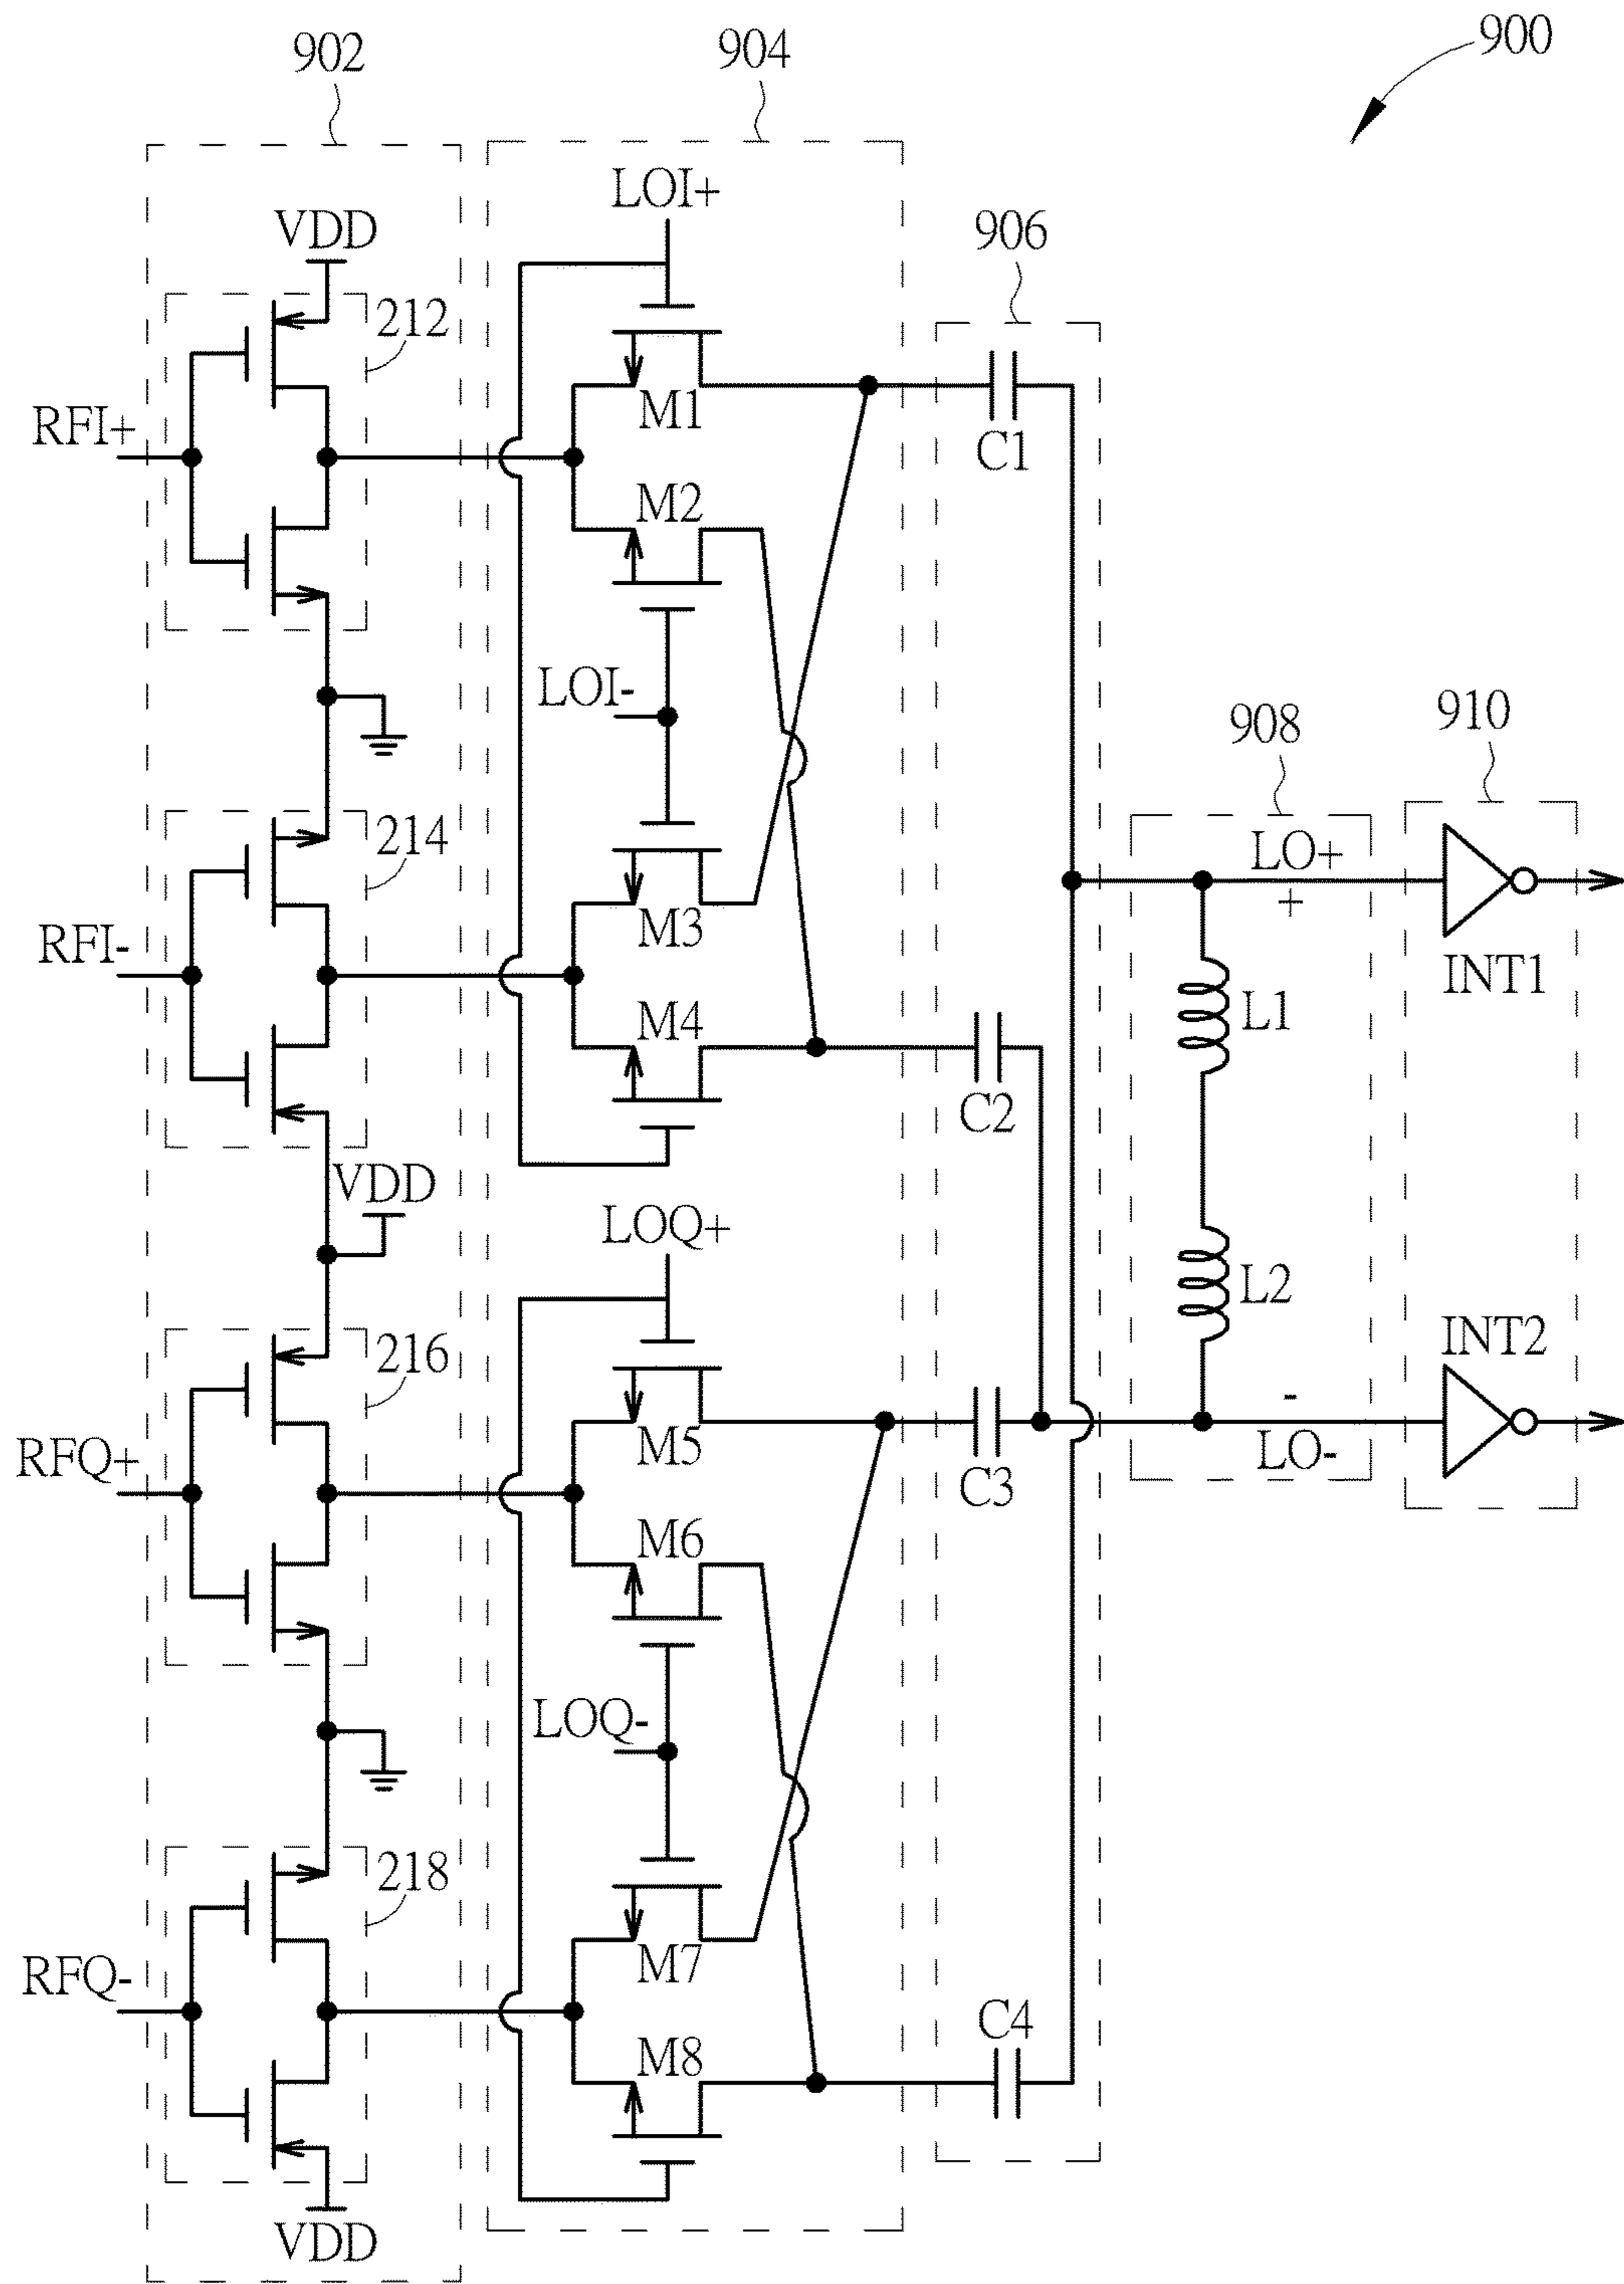 900
902
904
LOI+
906
VDD
212
RFI+
M1
C1
M2
LOI-
908
910
214
LO+
+
RFI-
M3
INT1
L1
M4
C2
VDD
LOQ+
L2
216
INT2
-
RFQ+
M5
LO-
C3
M6
LOQ-
218
RFQ-
M7
C4
M8
VDD